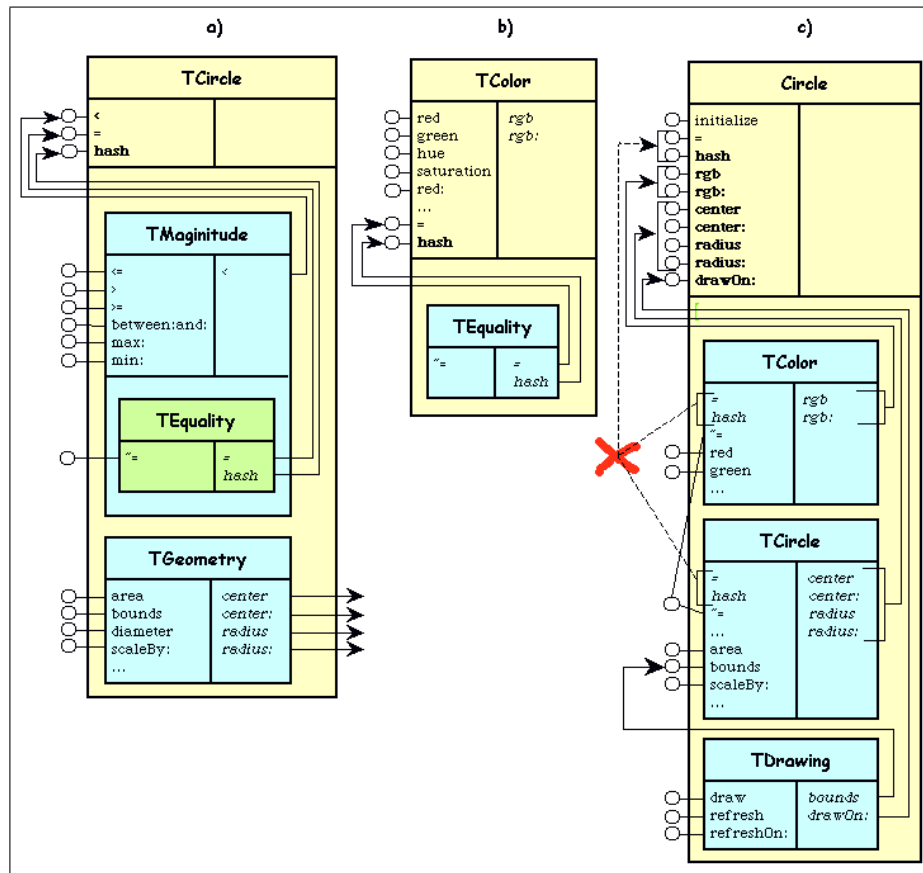 a)
TCircle
<
=
hash
TMaginitude
<= <
>
>=
between:and:
max:
min:
TEquality
~= =
hash
TGeometry
area center
bounds center:
diameter radius
scaleBy: radius:
...
b)
TColor
red rgb
green rgb:
hue
saturation
red:
...
=
hash
TEquality
~= =
hash
c)
Circle
initialize
=
hash
rgb
rgb:
center
center:
radius
radius:
drawOn:
TColor
= rgb
hash rgb:
~=
red
green
...
TCircle
= center
hash center:
~= radius
... radius:
area
bounds
scaleBy:
...
TDrawing
draw bounds
refresh drawOn:
refreshOn: